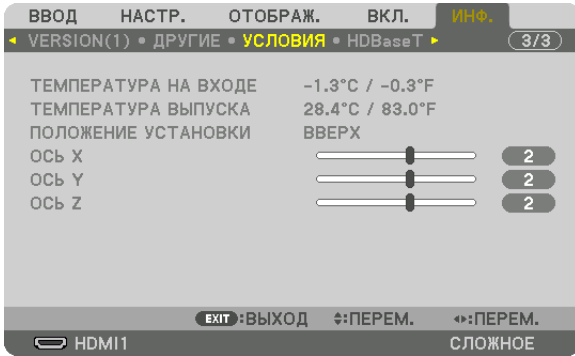 ВВОД НАСТР. ОТОБРАЖ. ВКЛ. ИНФ.
VERSION(1) • ДРУГИЕ • УСЛОВИЯ • HDBaseT 3/3
ТЕМПЕРАТУРА НА ВХОДЕ −1.3°C / −0.3°F
ТЕМПЕРАТУРА ВЫПУСКА 28.4°C / 83.0°F
ПОЛОЖЕНИЕ УСТАНОВКИ ВВЕРХ
ОСЬ X 2
ОСЬ Y 2
ОСЬ Z 2
EXIT :ВЫХОД :ПЕРЕМ. :ПЕРЕМ.
HDMI1 СЛОЖНОЕ